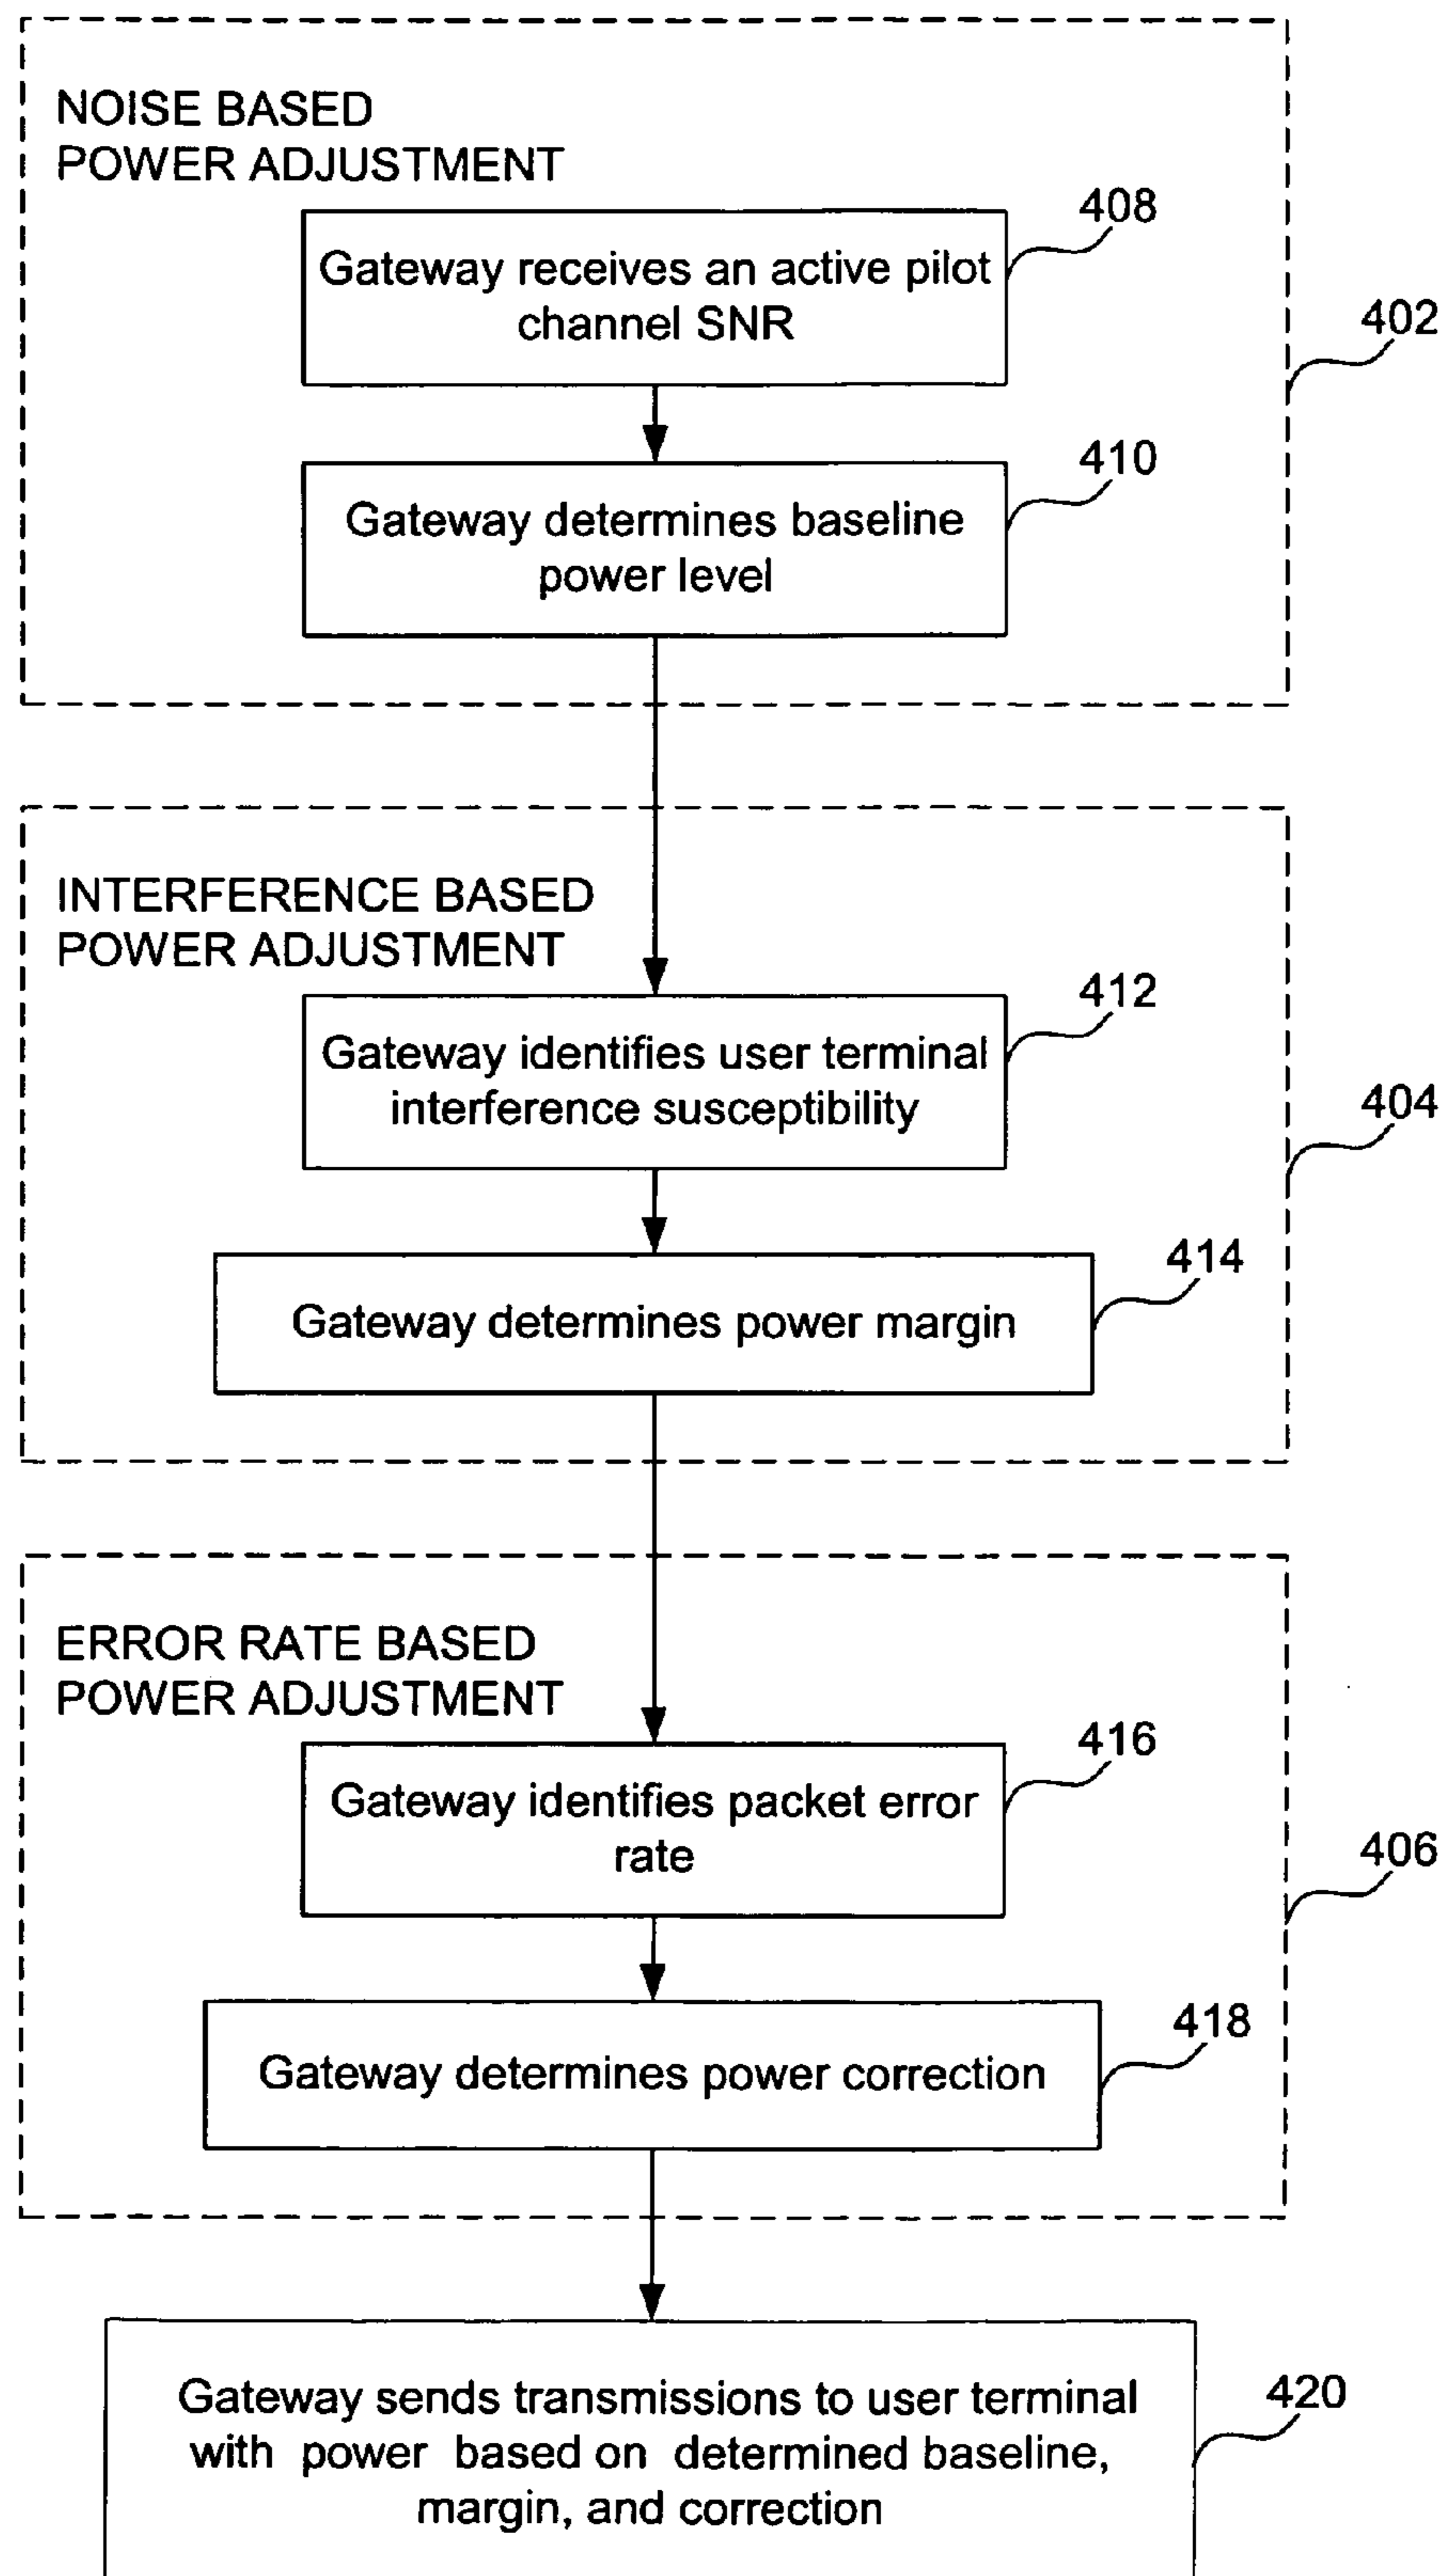 NOISE BASED
POWER ADJUSTMENT
408
Gateway receives an active pilot
channel SNR
402
410
Gateway determines baseline
power level
INTERFERENCE BASED
POWER ADJUSTMENT
412
Gateway identifies user terminal
interference susceptibility
404
414
Gateway determines power margin
ERROR RATE BASED
POWER ADJUSTMENT
416
Gateway identifies packet error
rate
406
418
Gateway determines power correction
420
Gateway sends transmissions to user terminal
with power based on determined baseline,
margin, and correction